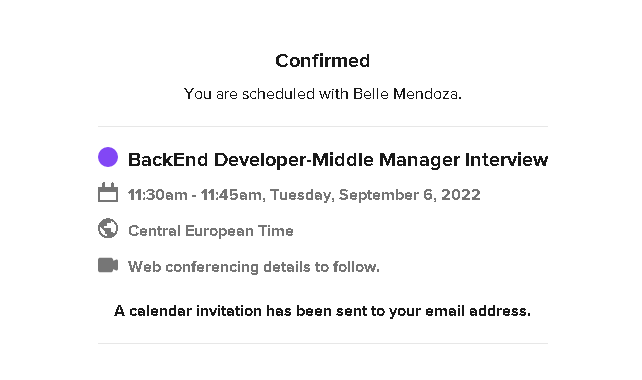 Confirmed
You are scheduled with Belle Mendoza.
BackEnd Developer-Middle Manager Interview
11:30am - 11:45am, Tuesday, September 6, 2022
Central European Time
Web conferencing details to follow.
A calendar invitation has been sent to your email address.